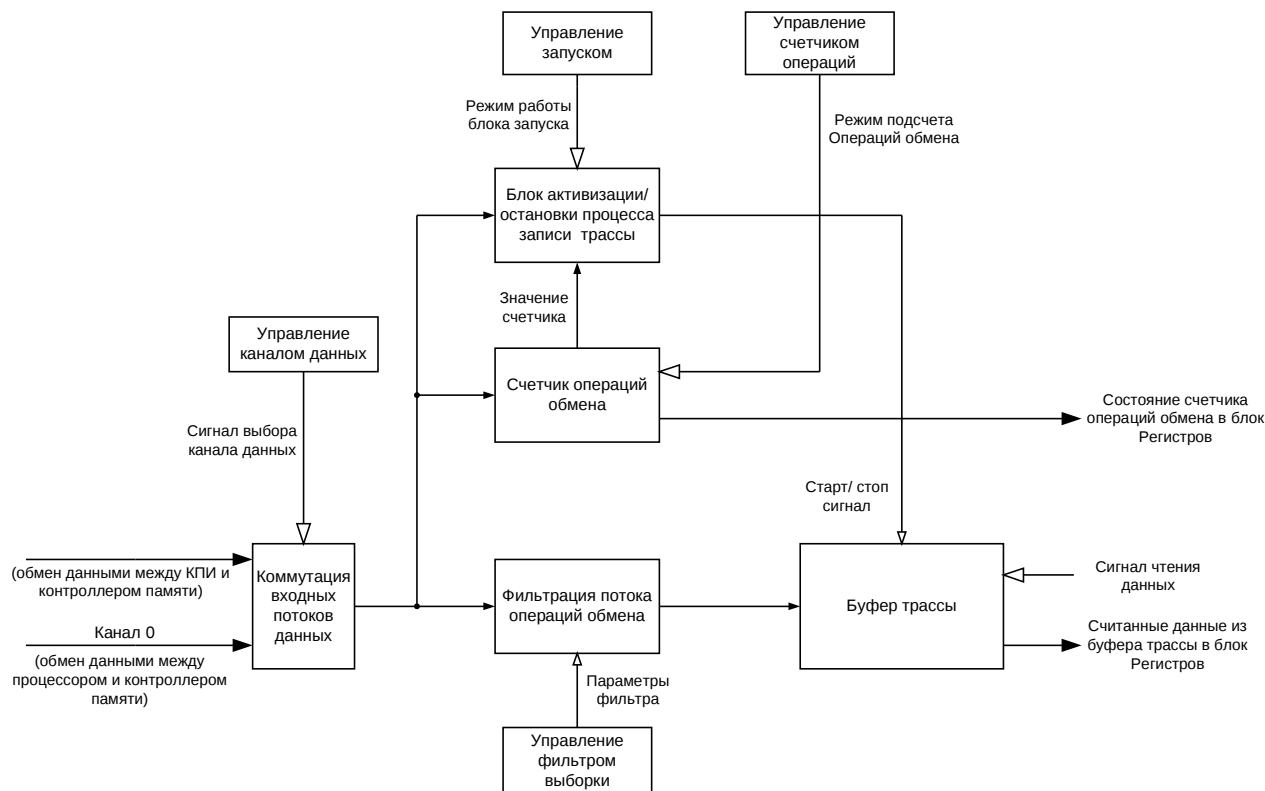 Управление
запуском
Управление
счетчиком
операций
Режим работы
блока запуска
Режим подсчета
Операций обмена
Блок активизации/
остановки процесса
записи трассы
Значение
счетчика
Управление
каналом данных
Счетчик операций
обмена
Состояние счетчика
операций обмена в блок
Регистров
Сигнал выбора
канала данных
Старт/ стоп
сигнал
(обмен данными между КПИ и
контроллером памяти)
Коммутация
входных
потоков
данных
Фильтрация потока
операций обмена
Буфер трассы
Сигнал чтения
данных
Канал 0
(обмен данными между
процессором и контроллером
памяти)
Считанные данные из
буфера трассы в блок
Регистров
Параметры
фильтра
Управление
фильтром
выборки